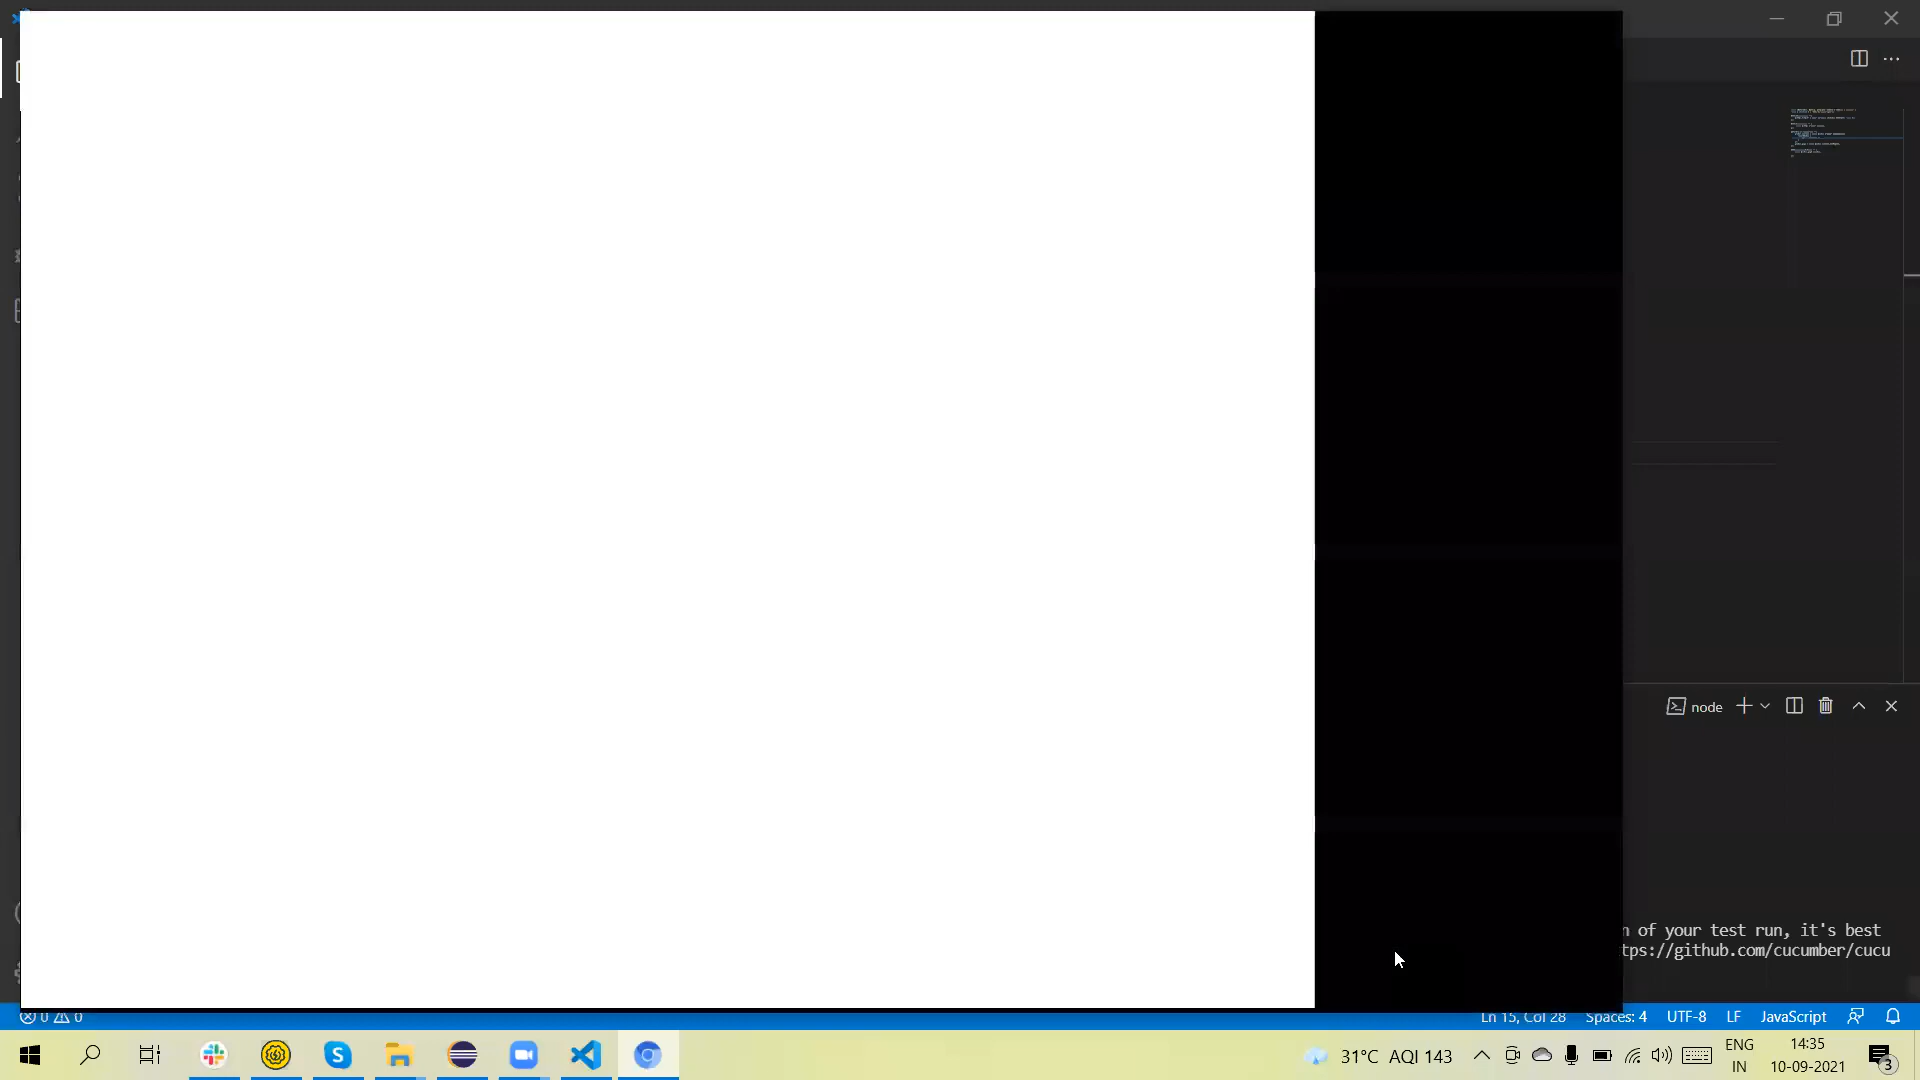 node
n of your test run, it's best
tps://github.com/cucumber/cucu
0 0
Ln 15, Col 28 Spaces: 4 UTF-8 LF JavaScript
31°C AQI 143
ENG
IN
14:35
10-09-2021
3